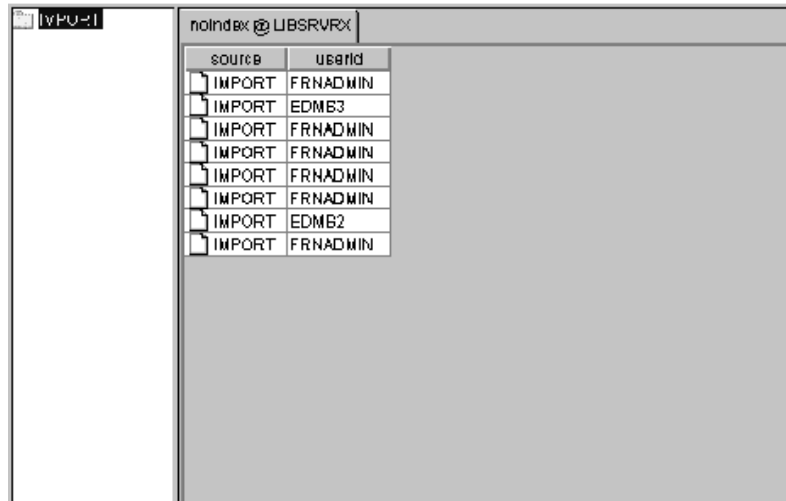 IMPORT
noindex @ LIBSRVRX
source userid
IMPORT FRNADMIN
IMPORT EDMB3
IMPORT FRNADMIN
IMPORT FRNADMIN
IMPORT FRNADMIN
IMPORT FRNADMIN
IMPORT EDMB2
IMPORT FRNADMIN